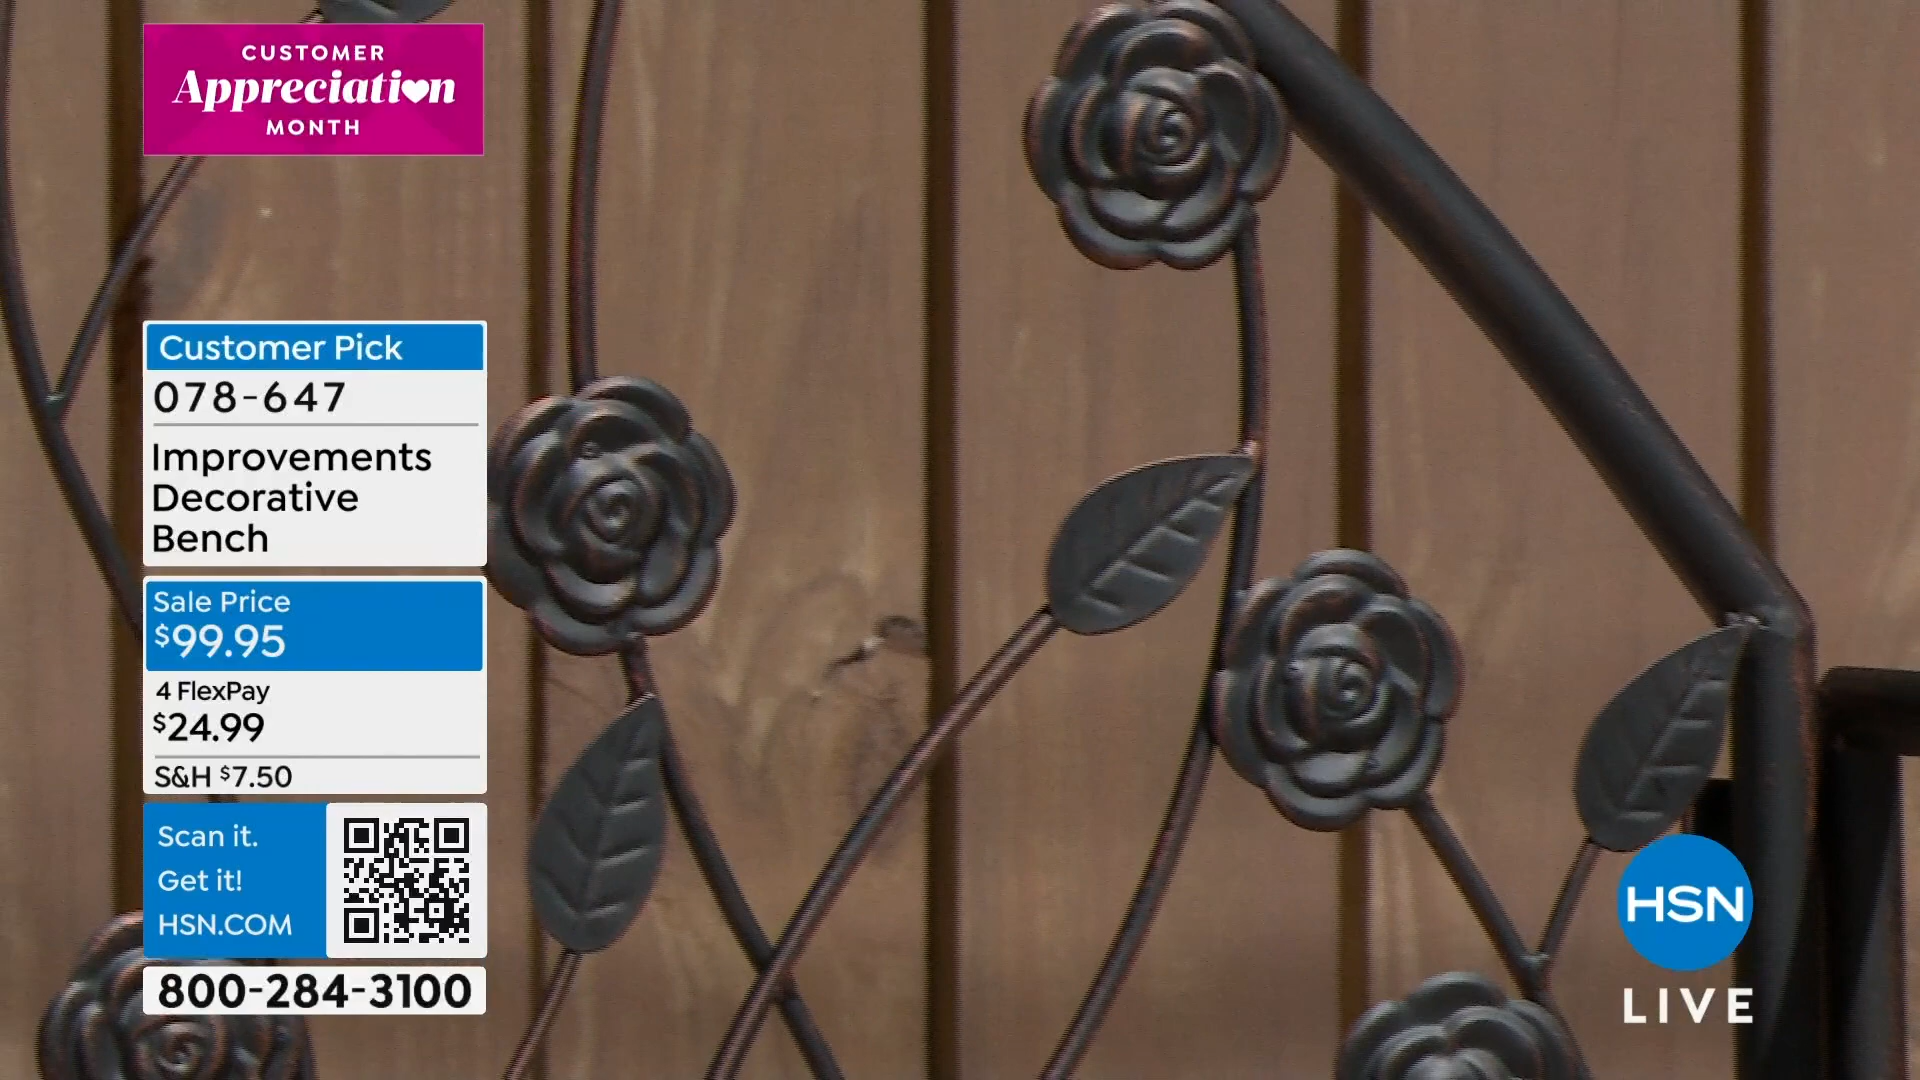 CUSTOMER
Appreciation
MONTH
Customer Pick
078-647
Improvements
Decorative
Bench
Sale Price
$99.95
4 FlexPay
$24.99
S&H $7.50
Scan it.
Get it!
HSN.COM
800-284-3100
HSN
LIVE